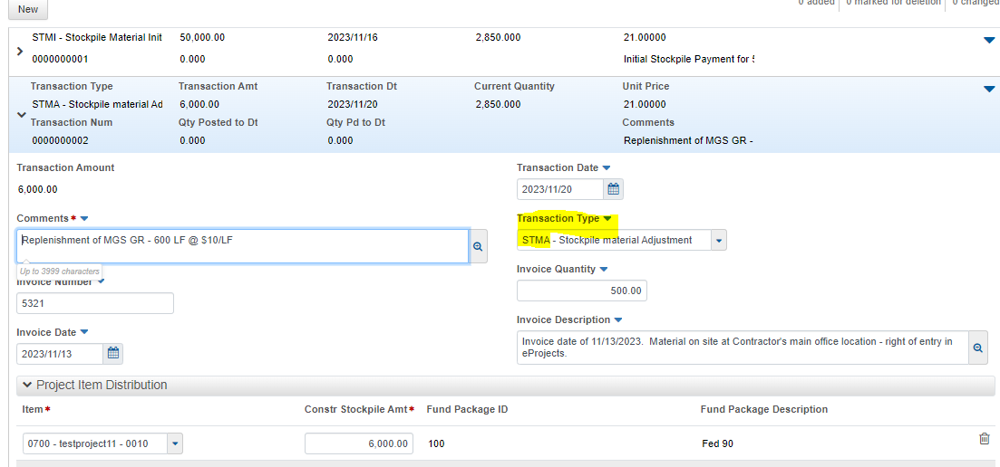 0 added 0 marked for deletion 0 changed
New
STMI - Stockpile Material Init 50,000.00 2023/11/16 2,850.000 21.00000
0000000001 0.000 0.000 Initial Stockpile Payment for
Transaction Type Transaction Amt Transaction Dt Current Quantity Unit Price
STMA - Stockpile material Ad 6,000.00 2023/11/20 2,850.000 21.00000
Transaction Num Qty Posted to Dt Qty Pd to Dt Comments
0000000002 0.000 0.000 Replenishment of MGS GR -
Transaction Amount Transaction Date
6,000.00 2023/11/20
Comments* Transaction Type
Replenishment of MGS GR - 600 LF @ $10/LF STMA - Stockpile material Adjustment
Up to 3999 characters
Invoice Number Invoice Quantity
5321 500.00
Invoice Date Invoice Description
2023/11/13 Invoice date of 11/13/2023. Material on site at Contractor's main office location - right of entry in
eProjects.
Project Item Distribution
Item* Constr Stockpile Amt* Fund Package ID Fund Package Description
0700 - testproject11 - 0010 6,000.00 100 Fed 90